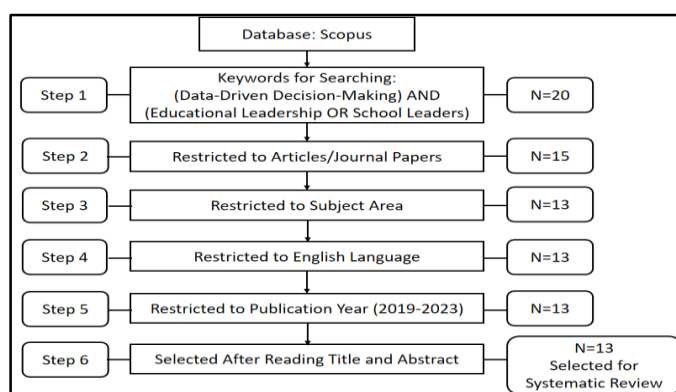 Database: Scopus
Step 1
Keywords for Searching:
(Data-Driven Decision-Making) AND
(Educational Leadership OR School Leaders)
N=20
Step 2
Restricted to Articles/Journal Papers
N=15
Step 3
Restricted to Subject Area
N=13
Step 4
Restricted to English Language
N=13
Step 5
Restricted to Publication Year (2019-2023)
N=13
Step 6
Selected After Reading Title and Abstract
N=13
Selected for
Systematic Review